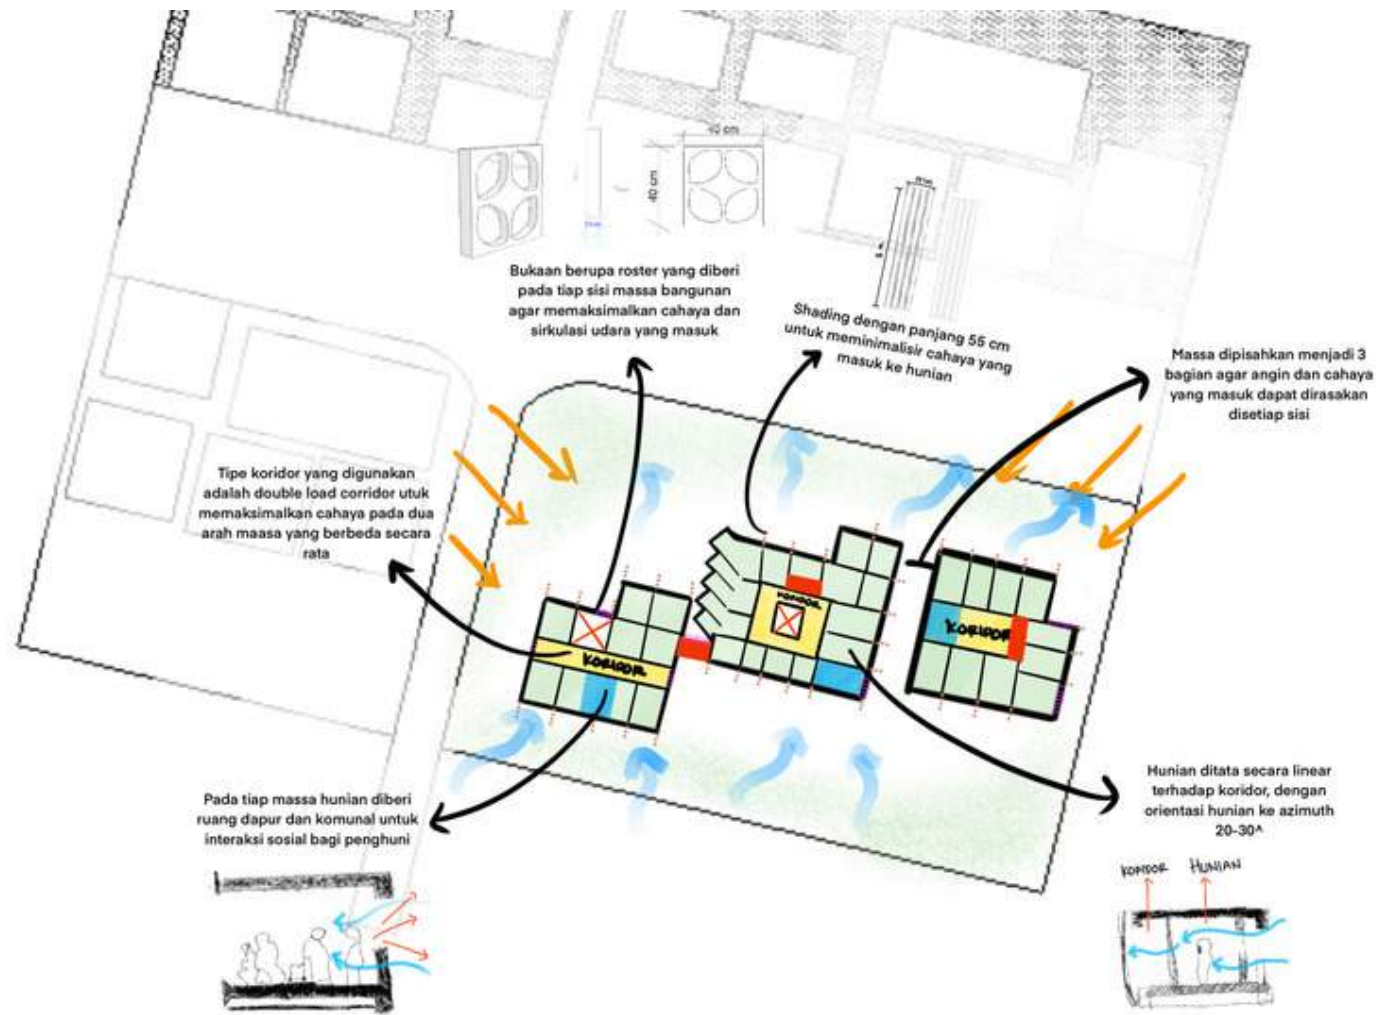 40 cm
40 cm
Bukaan berupa roster yang diberi
pada tiap sisi massa bangunan
agar memaksimalkan cahaya dan
sirkulasi udara yang masuk
Shading dengan panjang 55 cm
untuk meminimalisir cahaya yang
masuk ke hunian
Massa dipisahkan menjadi 3
bagian agar angin dan cahaya
yang masuk dapat dirasakan
disetiap sisi
Tipe koridor yang digunakan
adalah double load corridor utuk
memaksimalkan cahaya pada dua
arah maasa yang berbeda secara
rata
KORIDOR
KORIDOR
KORIDOR
Pada tiap massa hunian diberi
ruang dapur dan komunal untuk
interaksi sosial bagi penghuni
Hunian ditata secara linear
terhadap koridor, dengan
orientasi hunian ke azimuth
20-30^
KORIDOR HUNIAN